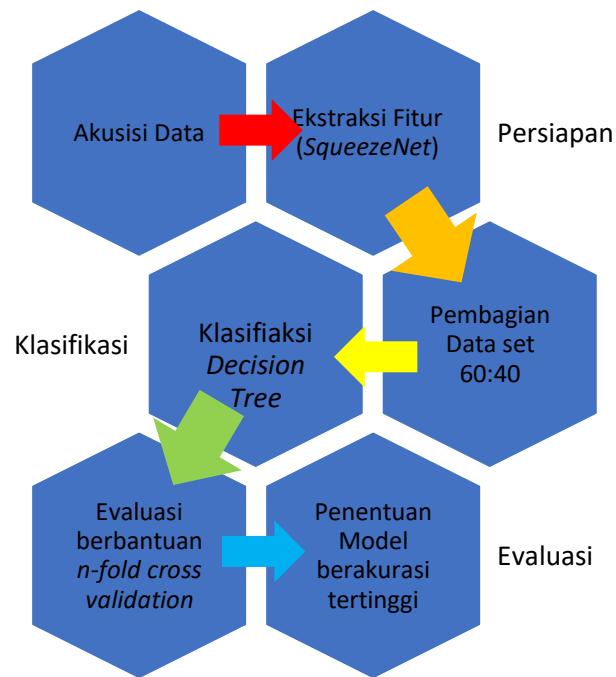 Akusisi Data
Ekstraksi Fitur
(SqueezeNet)
Persiapan
Klasifikasi
Klasifiaksi
Decision
Tree
Pembagian
Data set
60:40
Evaluasi
berbantuan
n-fold cross
validation
Penentuan
Model
berakurasi
tertinggi
Evaluasi